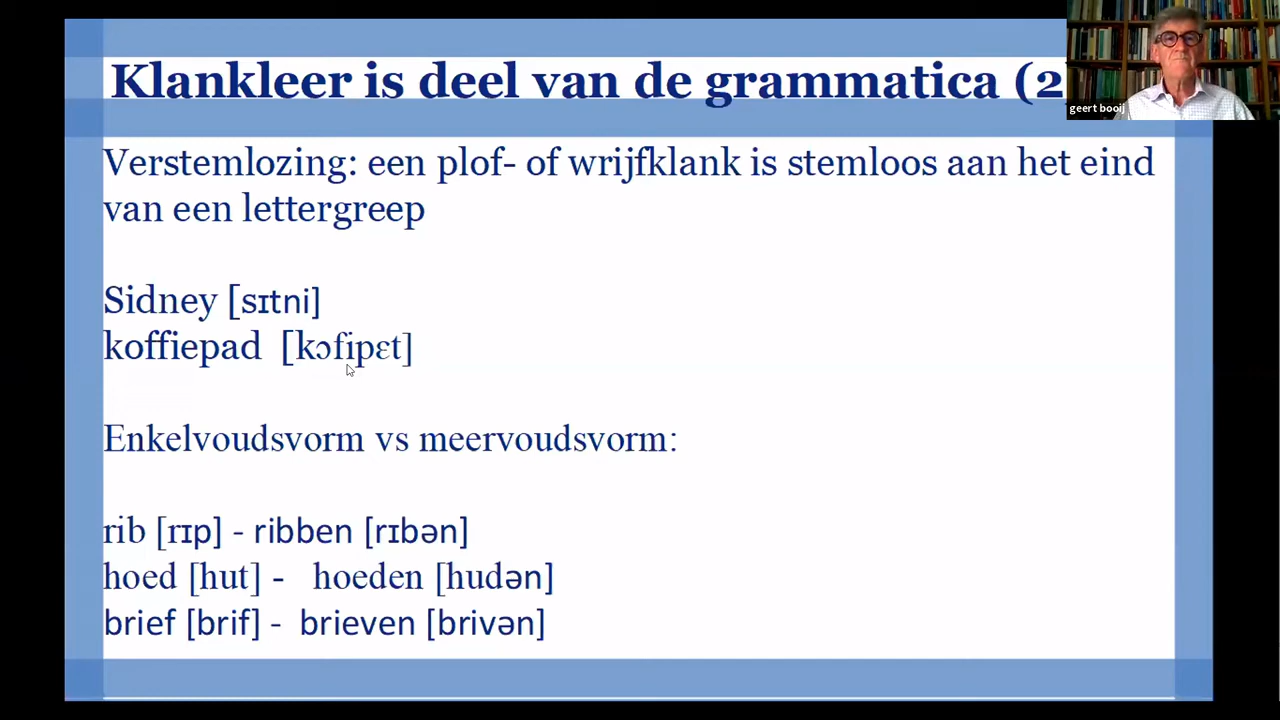 Klankleer is deel van de grammatica (2
geert booij
Verstemlozing: een plof- of wrijfklank is stemloos aan het eind
van een lettergreep
Sidney [sɪtni]
koffiepad [kɔfipɛt]
Enkelvoudsvorm vs meervoudsvorm:
rib [rɪp] - ribben [rɪbən]
hoed [hut] - hoeden [hudən]
brief [brif] - brieven [brivən]